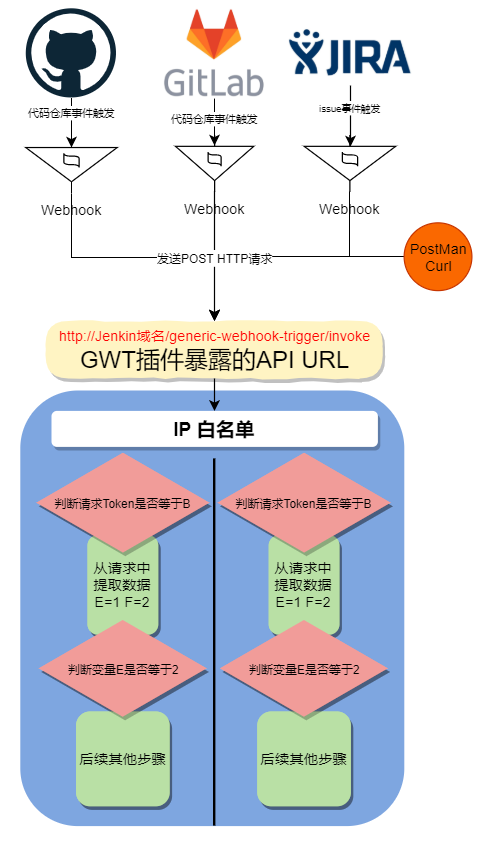 GitLab
JIRA
代码仓库事件触发
代码仓库事件触发
issue事件触发
Webhook
Webhook
Webhook
发送POST HTTP请求
PostMan
Curl
http://Jenkin域名/generic-webhook-trigger/invoke
GWT插件暴露的API URL
IP 白名单
判断请求Token是否等于B
从请求中
提取数据
E=1 F=2
判断变量E是否等于2
后续其他步骤
判断请求Token是否等于B
从请求中
提取数据
E=1 F=2
判断变量E是否等于2
后续其他步骤